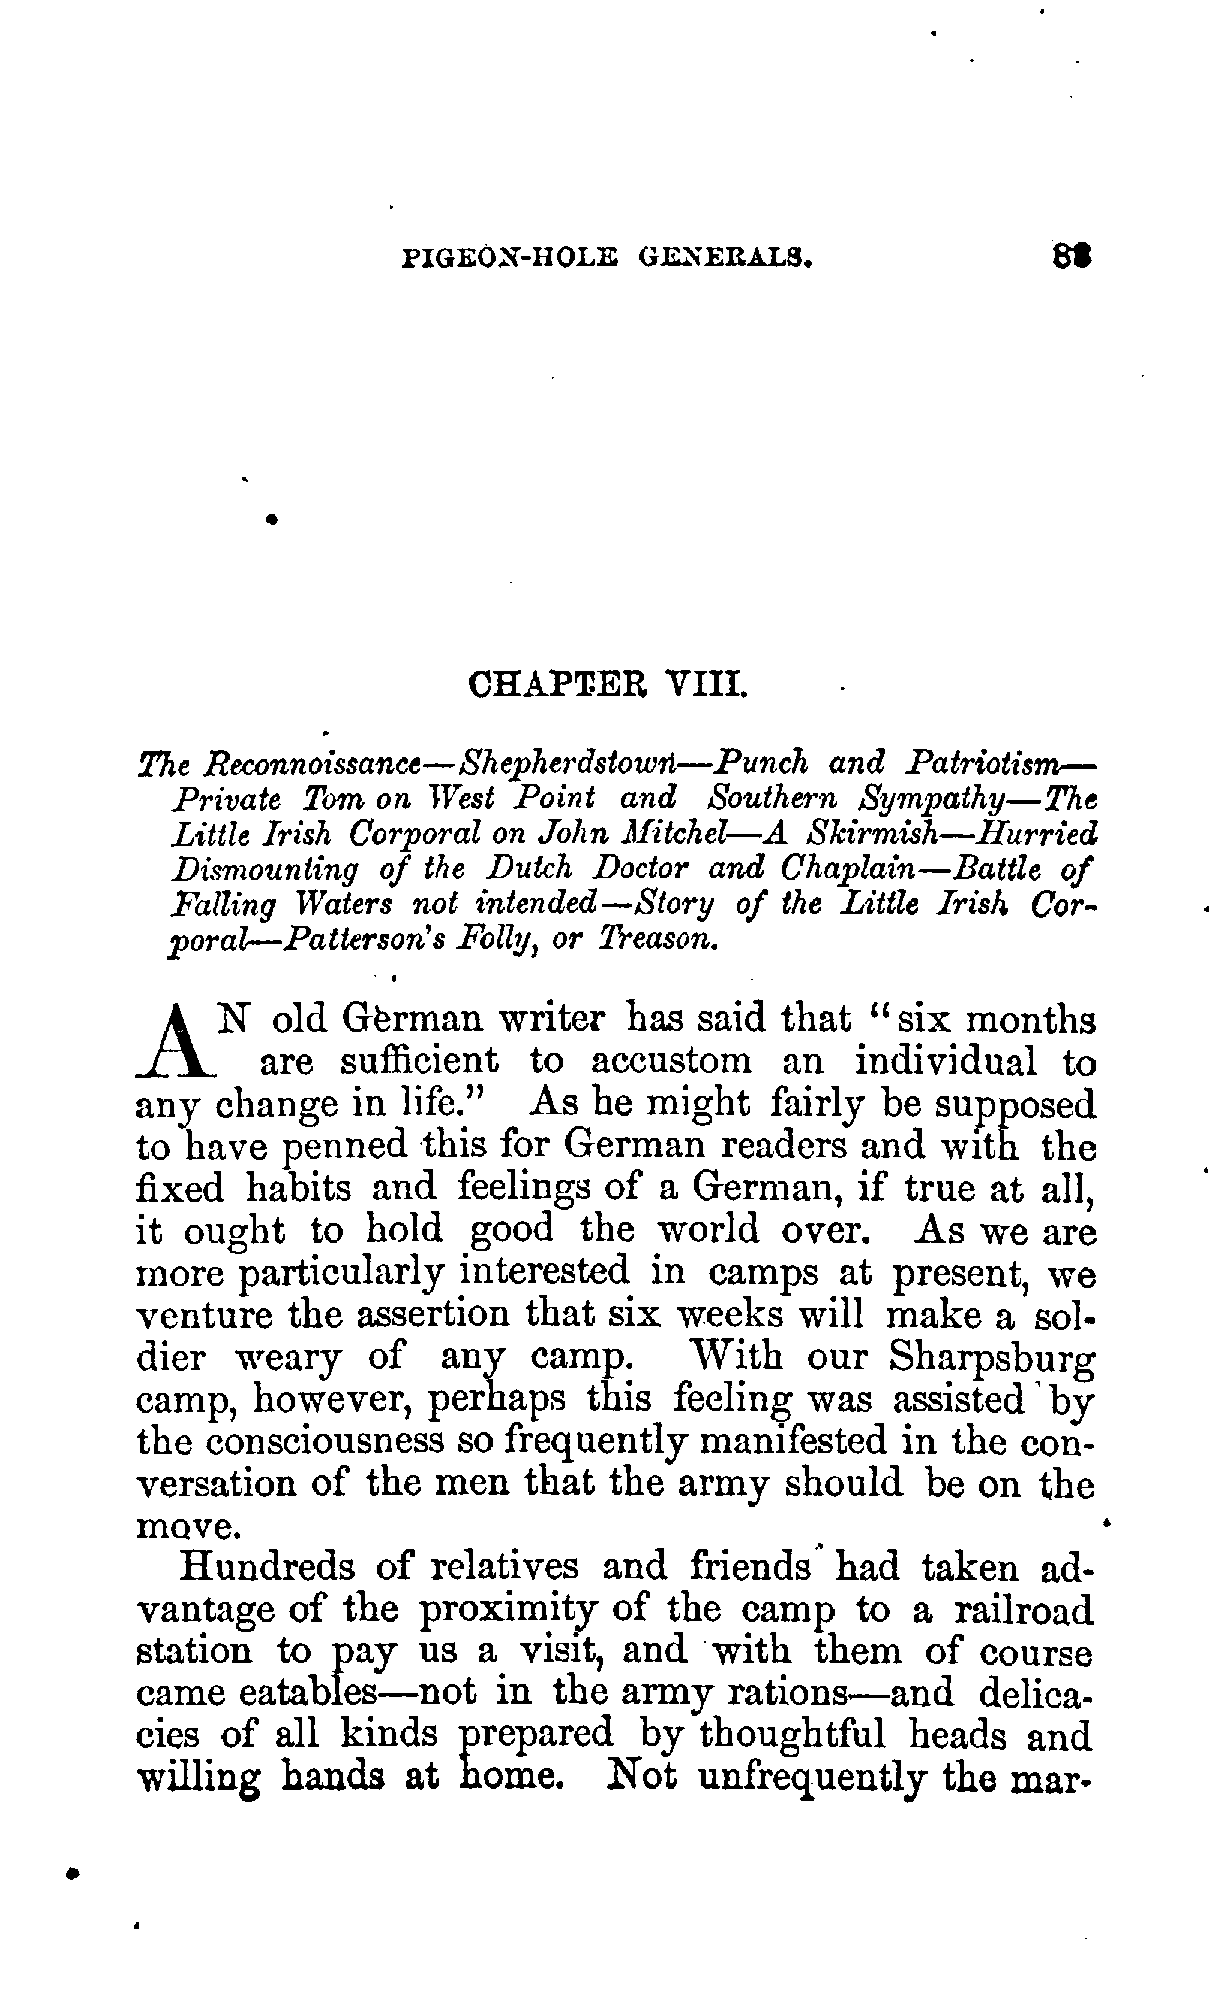 PIGEON-HOLE GENERALS.
CHAPTER VIII.
The Reconnoissance—Shepherdstown—Punch and Patriotism—
Private Tom on West Point and Southern Sympathy—The
Little Irish Corporal on John Mitchel—A Skirmish—Hurried
Dismounting of the Dutch Doctor and Chaplain—Battle of
Falling Waters not intended—Story of the Little Irish Cor-
poral—Patterson's Folly, or Treason.
AN old German writer has said that "six months
are sufficient to accustom an individual to
any change in life." As he might fairly be supposed
to have penned this for German readers and with the
fixed habits and feelings of a German, if true at all,
it ought to hold good the world over. As we are
more particularly interested in camps at present, we
venture the assertion that six weeks will make a sol-
dier weary of any camp. With our Sharpsburg
camp, however, perhaps this feeling was assisted by
the consciousness so frequently manifested in the con-
versation of the men that the army should be on the
move.
Hundreds of relatives and friends had taken ad-
vantage of the proximity of the camp to a railroad
station to pay us a visit, and with them of course
came eatables—not in the army rations—and delica-
cies of all kinds prepared by thoughtful heads and
willing hands at home. Not unfrequently the mar-